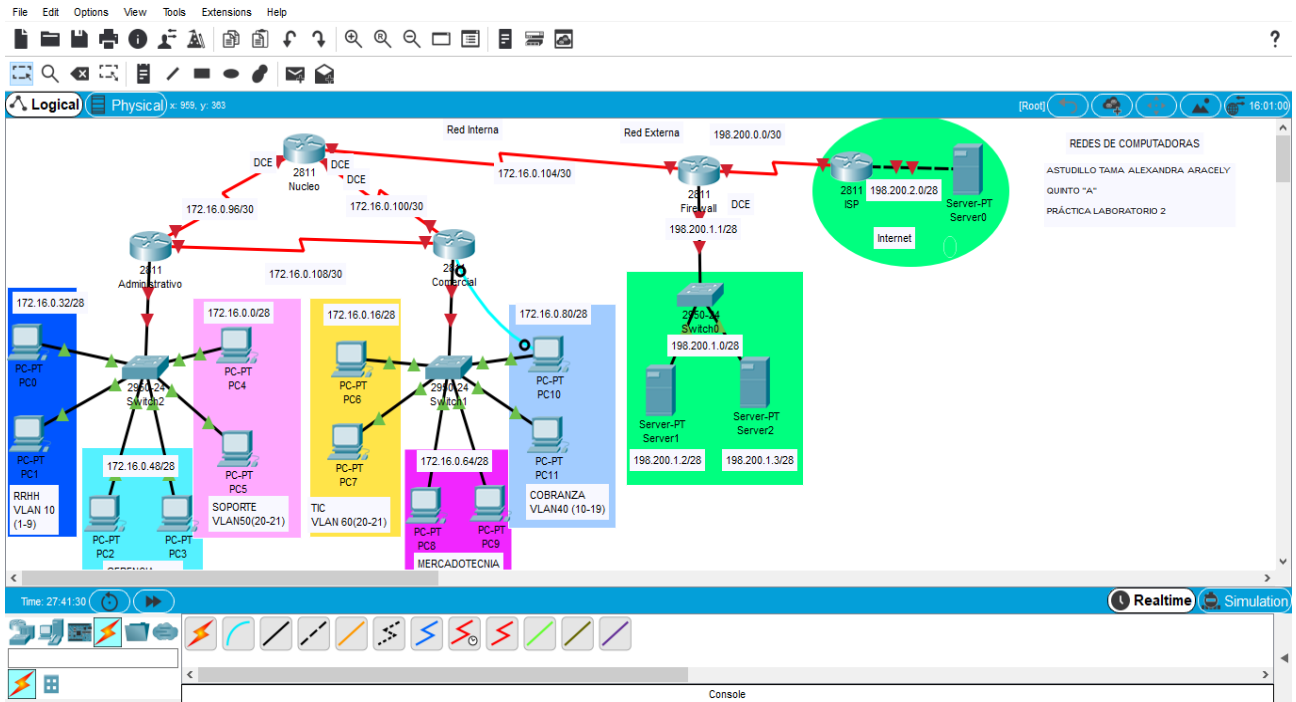 File Edit Options View Tools Extensions Help
?
Logical
Physical
x: 959, y: 363
[Root]
16:01:00
Red Interna
Red Externa
198.200.0.0/30
REDES DE COMPUTADORAS
ASTUDILLO TAMA ALEXANDRA ARACELY
QUINTO "A"
PRÁCTICA LABORATORIO 2
DCE
DCE
DCE
2811
Nucleo
172.16.0.104/30
172.16.0.96/30
172.16.0.100/30
2811
Firewall
DCE
2811
ISP
198.200.2.0/28
Server-PT
Server0
Internet
198.200.1.1/28
2811
Administrativo
172.16.0.108/30
2811
Comercial
172.16.0.32/28
172.16.0.0/28
172.16.0.16/28
172.16.0.80/28
2950-24
Switch0
198.200.1.0/28
PC-PT
PC0
2950-24
Switch2
PC-PT
PC4
PC-PT
PC6
2950-24
Switch1
PC-PT
PC10
Server-PT
Server1
Server-PT
Server2
198.200.1.2/28
198.200.1.3/28
PC-PT
PC1
172.16.0.48/28
PC-PT
PC5
PC-PT
PC7
172.16.0.64/28
PC-PT
PC11
RRHH
VLAN 10
(1-9)
SOPORTE
VLAN50(20-21)
TIC
VLAN 60(20-21)
COBRANZA
VLAN40 (10-19)
PC-PT
PC2
PC-PT
PC3
PC-PT
PC8
PC-PT
PC9
MERCADOTECNIA
Time: 27:41:30
Realtime
Simulation
Console